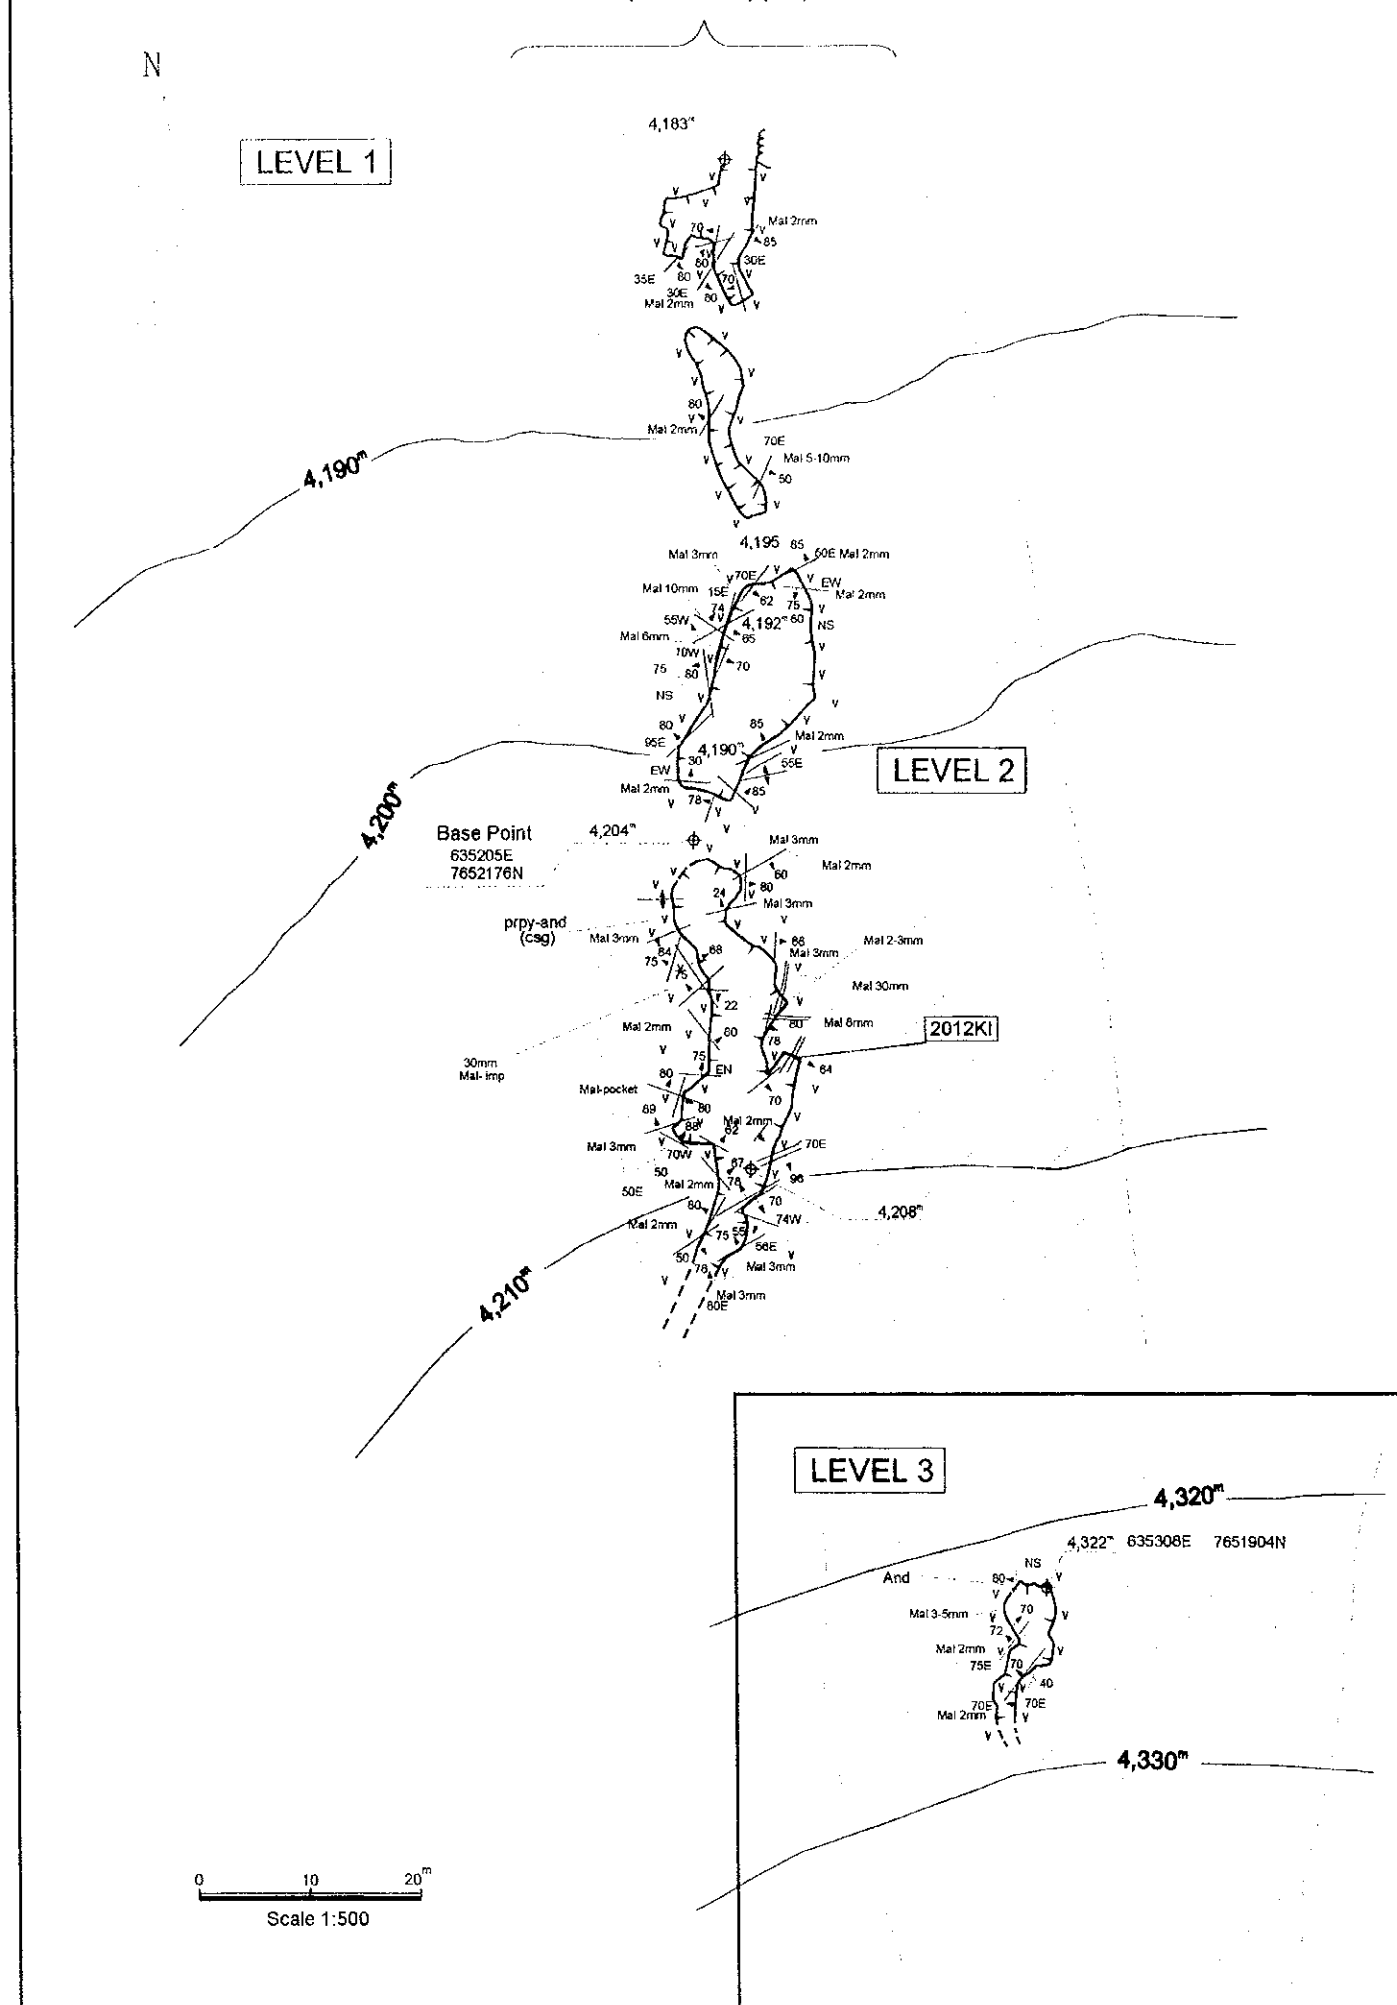 N
4,183m
LEVEL 1
Mal 2mm
70
85
80
30E
35E
80
70
30E
80
Mal 2mm
80
Mal 2mm
70E
Mal 5-10mm
50
4,190m
4,195
85
Mal 3mm
60E Mal 2mm
70E
EW
Mal 10mm
15E
62
75
Mal 2mm
74
55W
4,192m
60
NS
Mal 6mm
65
10W
75
80
70
NS
80
85
Mal 2mm
95E
4,190m
30
55E
EW
Mal 2mm
78
85
LEVEL 2
4,200m
Base Point
4,204m
635205E
7652176N
Mal 3mm
Mal 2mm
60
80
24
Mal 3mm
prpy-and
(csg)
Mal 3mm
84
75
68
66
Mal 3mm
Mal 2-3mm
75
Mal 30mm
22
Mal 2mm
60
80
Mal 6mm
78
2012KI
30mm
Mal- imp
75
EN
80
64
Mal-pocket
80
70
89
88
62
Mal 2mm
Mal 3mm
70W
70E
50
67
50E
Mal 2mm
78
96
80
70
4,208m
Mal 2mm
74W
75
55
56E
50
78
Mal 3mm
Mal 3mm
80E
4,210m
LEVEL 3
4,320m
4,322m 635308E 7651904N
NS
And
80
Mal 3-5mm
70
72
Mal 2mm
75E
70
40
70E
70E
Mal 2mm
4,330m
0 10 20m
Scale 1:500